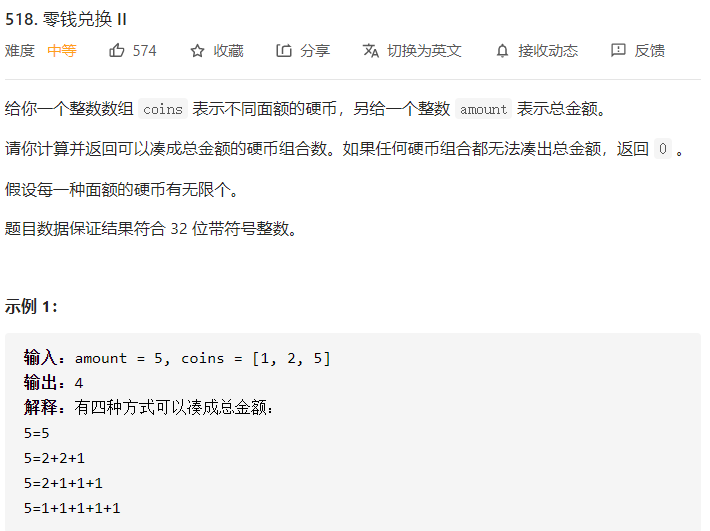 518. 零钱兑换 II
难度 中等 574 收藏 分享 切换为英文 接收动态 反馈
给你一个整数数组 coins 表示不同面额的硬币，另给一个整数 amount 表示总金额。
请你计算并返回可以凑成总金额的硬币组合数。如果任何硬币组合都无法凑出总金额，返回 0 。
假设每一种面额的硬币有无限个。
题目数据保证结果符合 32 位带符号整数。
示例 1：
输入：amount = 5, coins = [1, 2, 5]
输出：4
解释：有四种方式可以凑成总金额：
5=5
5=2+2+1
5=2+1+1+1
5=1+1+1+1+1